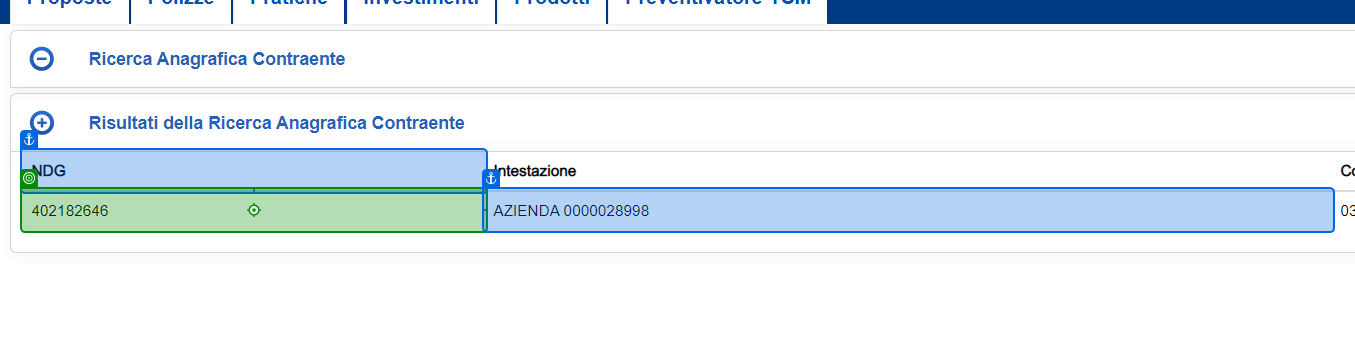 Proposte Polizze Pratiche Investimenti Prodotti Preventivatore TCM
Ricerca Anagrafica Contraente
Risultati della Ricerca Anagrafica Contraente
NDG Intestazione
402182646 AZIENDA 0000028998 03